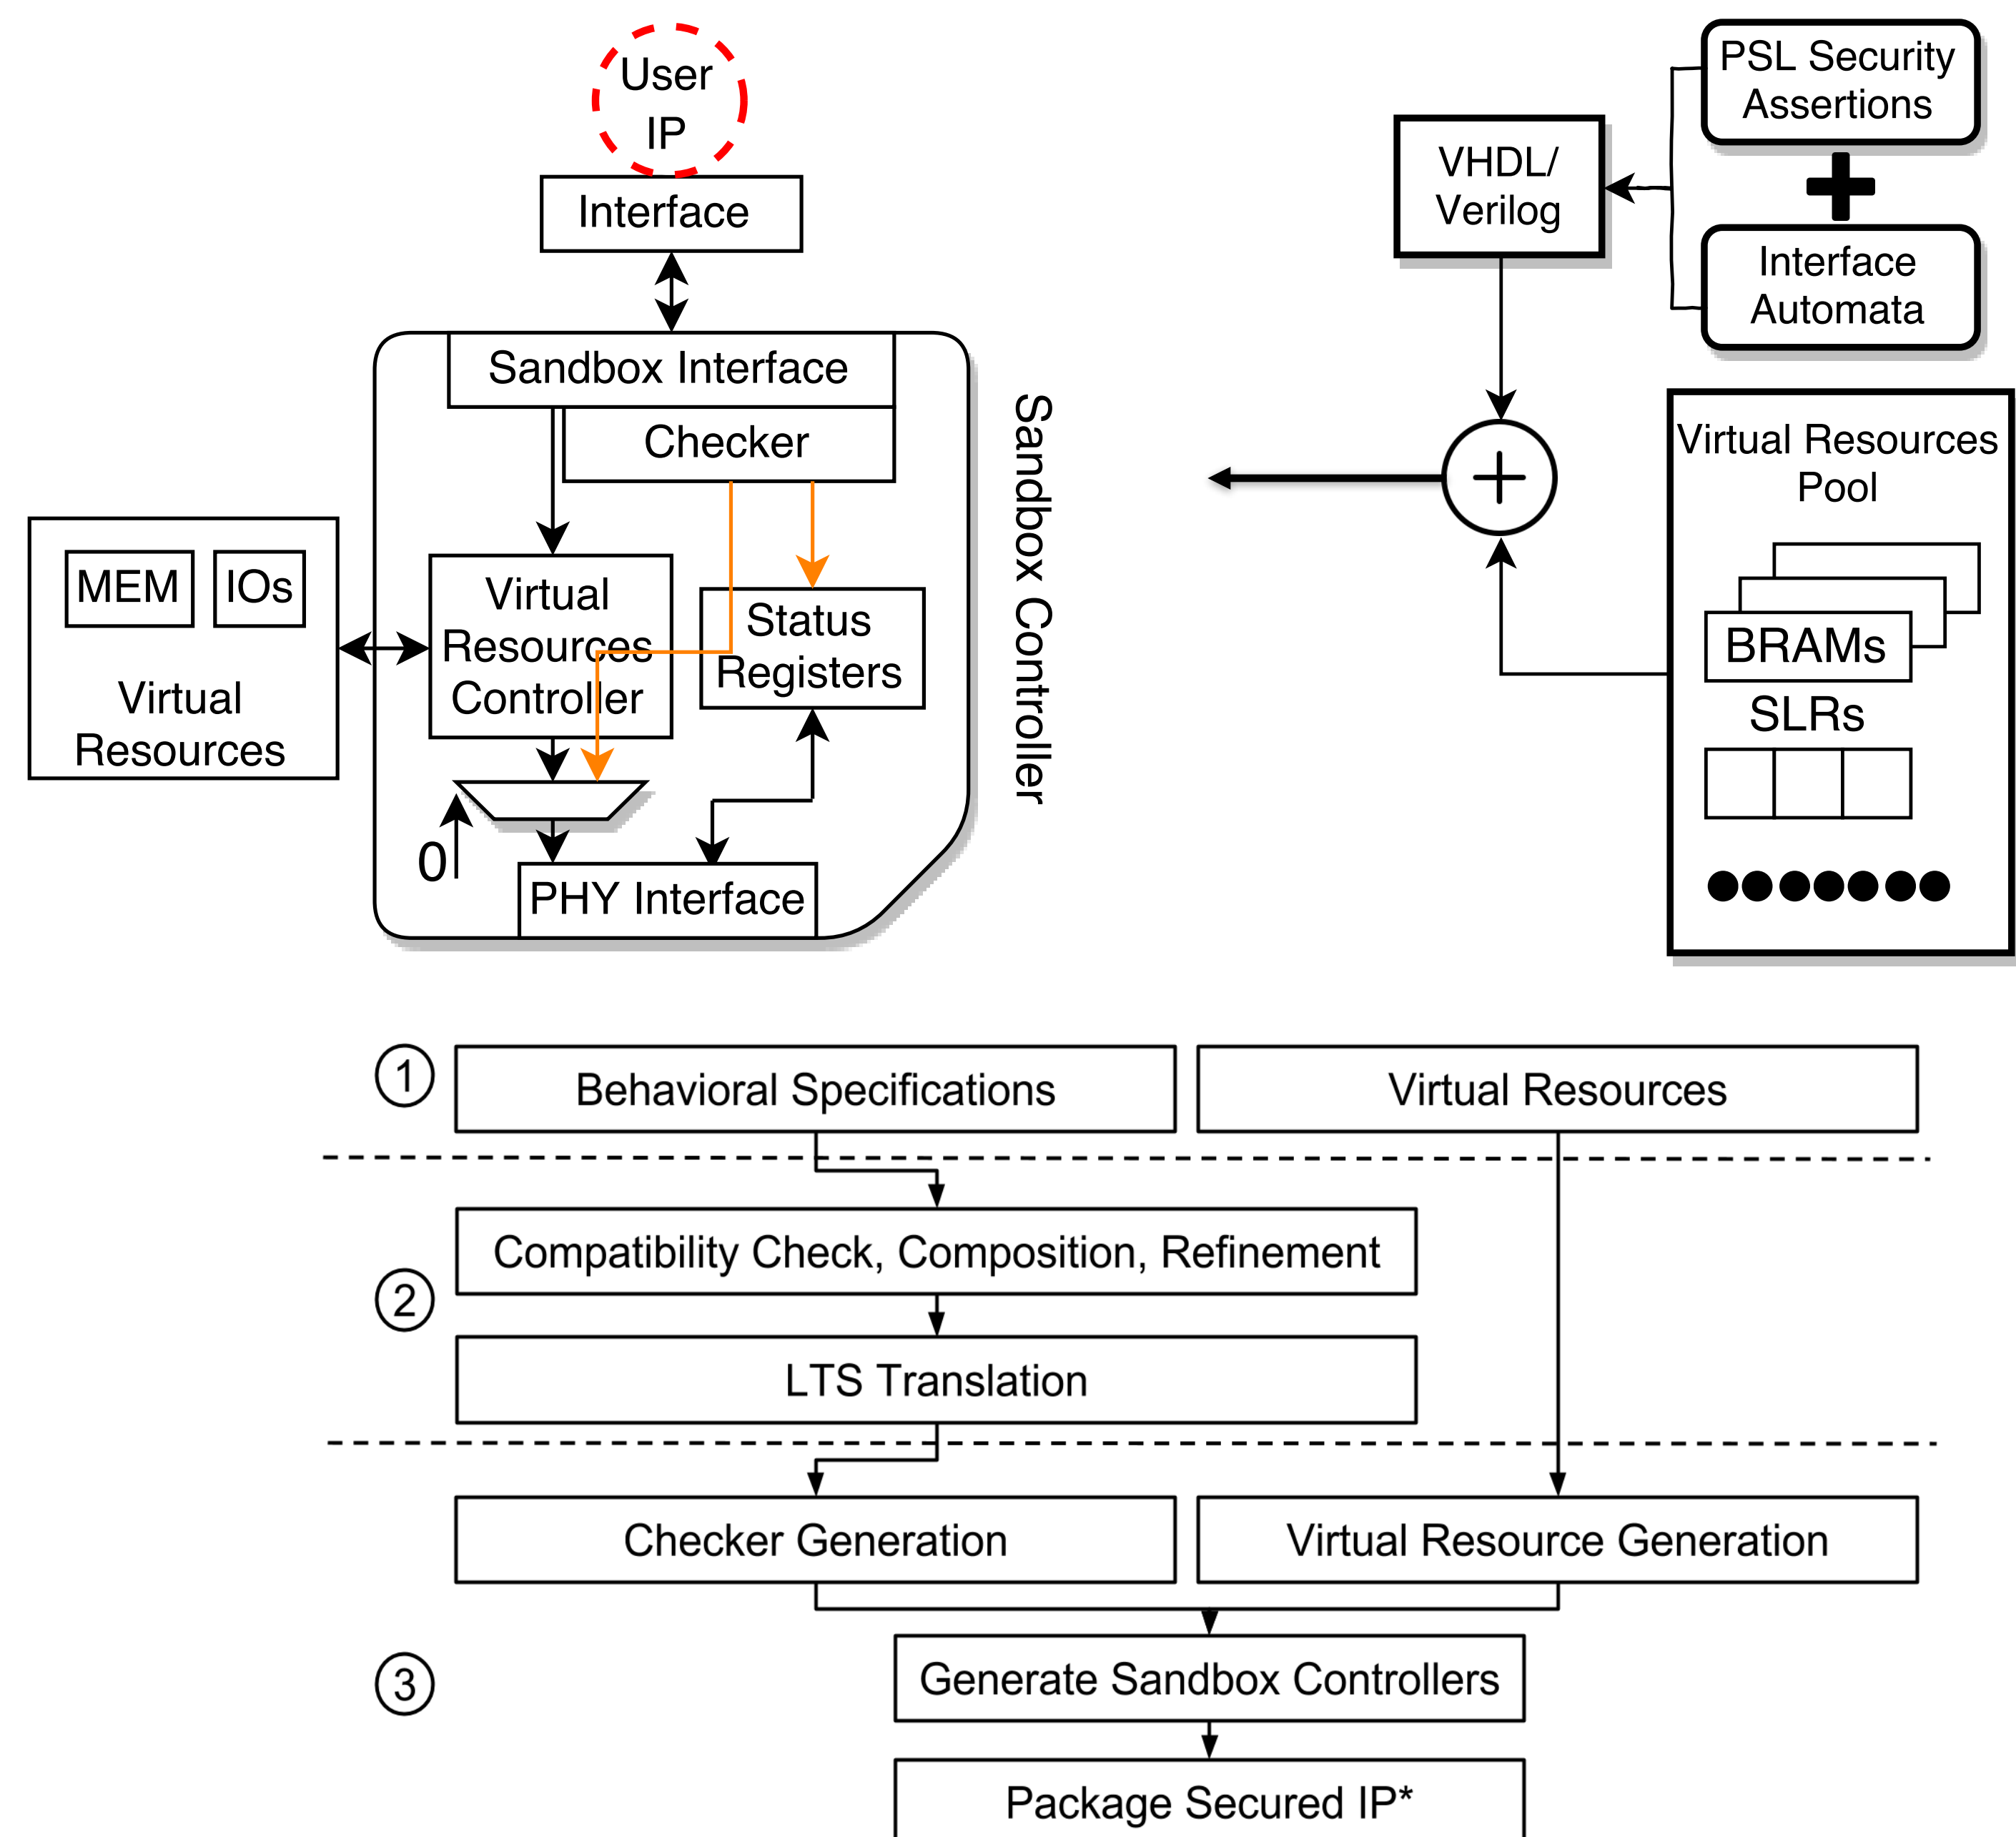 User
IP
Interface
Sandbox Interface
Checker
MEM
IOs
Virtual
Resources
Virtual
Resources
Controller
Status
Registers
0
PHY Interface
Sandbox Controller
VHDL/
Verilog
PSL Security
Assertions
Interface
Automata
Virtual Resources
Pool
BRAMs
SLRs
1
Behavioral Specifications
Virtual Resources
2
Compatibility Check, Composition, Refinement
LTS Translation
Checker Generation
Virtual Resource Generation
3
Generate Sandbox Controllers
Package Secured IP*